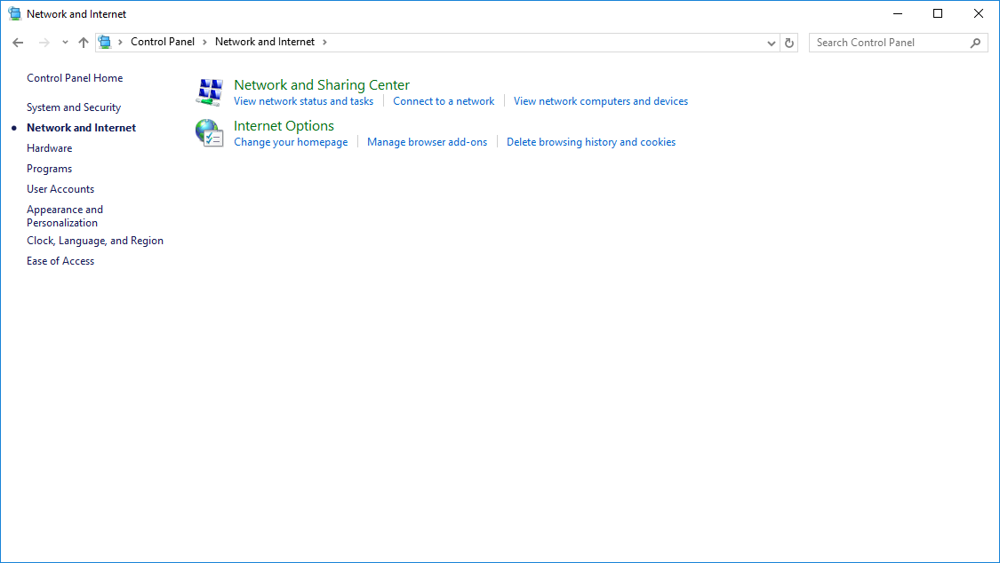 Network and Internet
Control Panel
Network and Internet
Search Control Panel
Control Panel Home
System and Security
Network and Internet
Hardware
Programs
User Accounts
Appearance and
Personalization
Clock, Language, and Region
Ease of Access
Network and Sharing Center
View network status and tasks
Connect to a network
View network computers and devices
Internet Options
Change your homepage
Manage browser add-ons
Delete browsing history and cookies